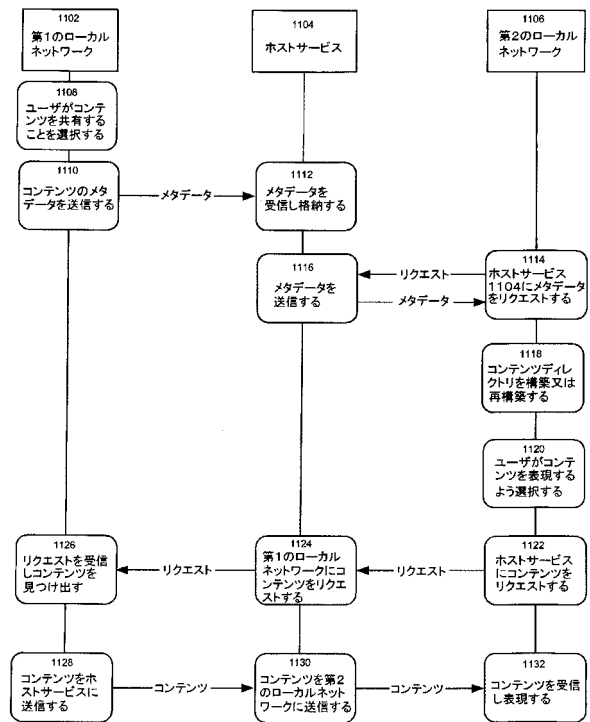 1102
第1のローカル
ネットワーク
1104
ホストサービス
1106
第2のローカル
ネットワーク
1108
ユーザがコンテ
ンツを共有する
ことを選択する
1110
コンテンツのメタ
データを送信する
メタデータ
1112
メタデータを
受信し格納する
1114
ホストサービス
1104にメタデータ
をリクエストする
リクエスト
1116
メタデータを
送信する
メタデータ
1118
コンテンツディレ
クトリを構築又は
再構築する
1120
ユーザがコンテ
ンツを表現する
よう選択する
1122
ホストサービス
にコンテンツを
リクエストする
リクエスト
1124
第1のローカル
ネットワークにコ
ンテンツをリクエ
ストする
リクエスト
1126
リクエストを受信
しコンテンツを
見つけ出す
1128
コンテンツをホ
ストサービスに
送信する
コンテンツ
1130
コンテンツを第2
のローカルネット
ワークに送信する
コンテンツ
1132
コンテンツを受信
し表現する